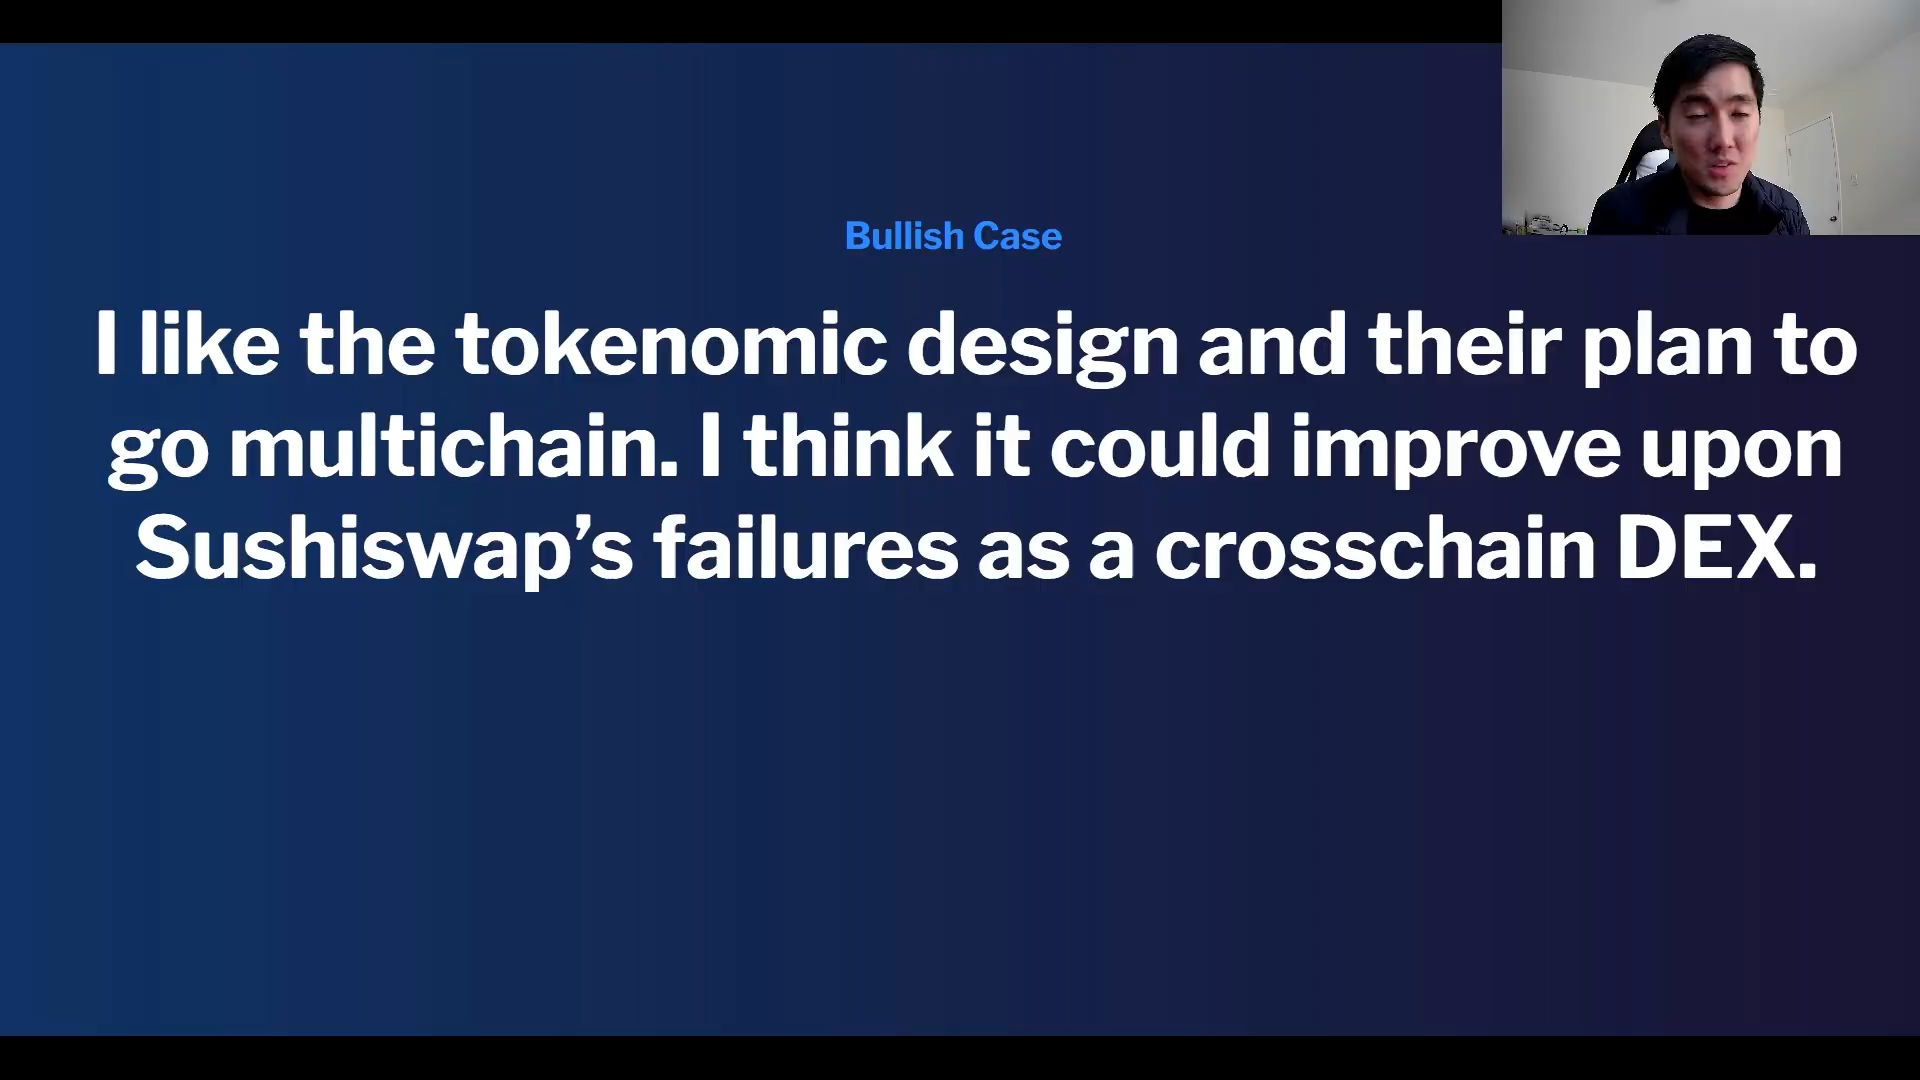 Bullish Case
I like the tokenomic design and their plan to
go multichain. I think it could improve upon
Sushiswap’s failures as a crosschain DEX.